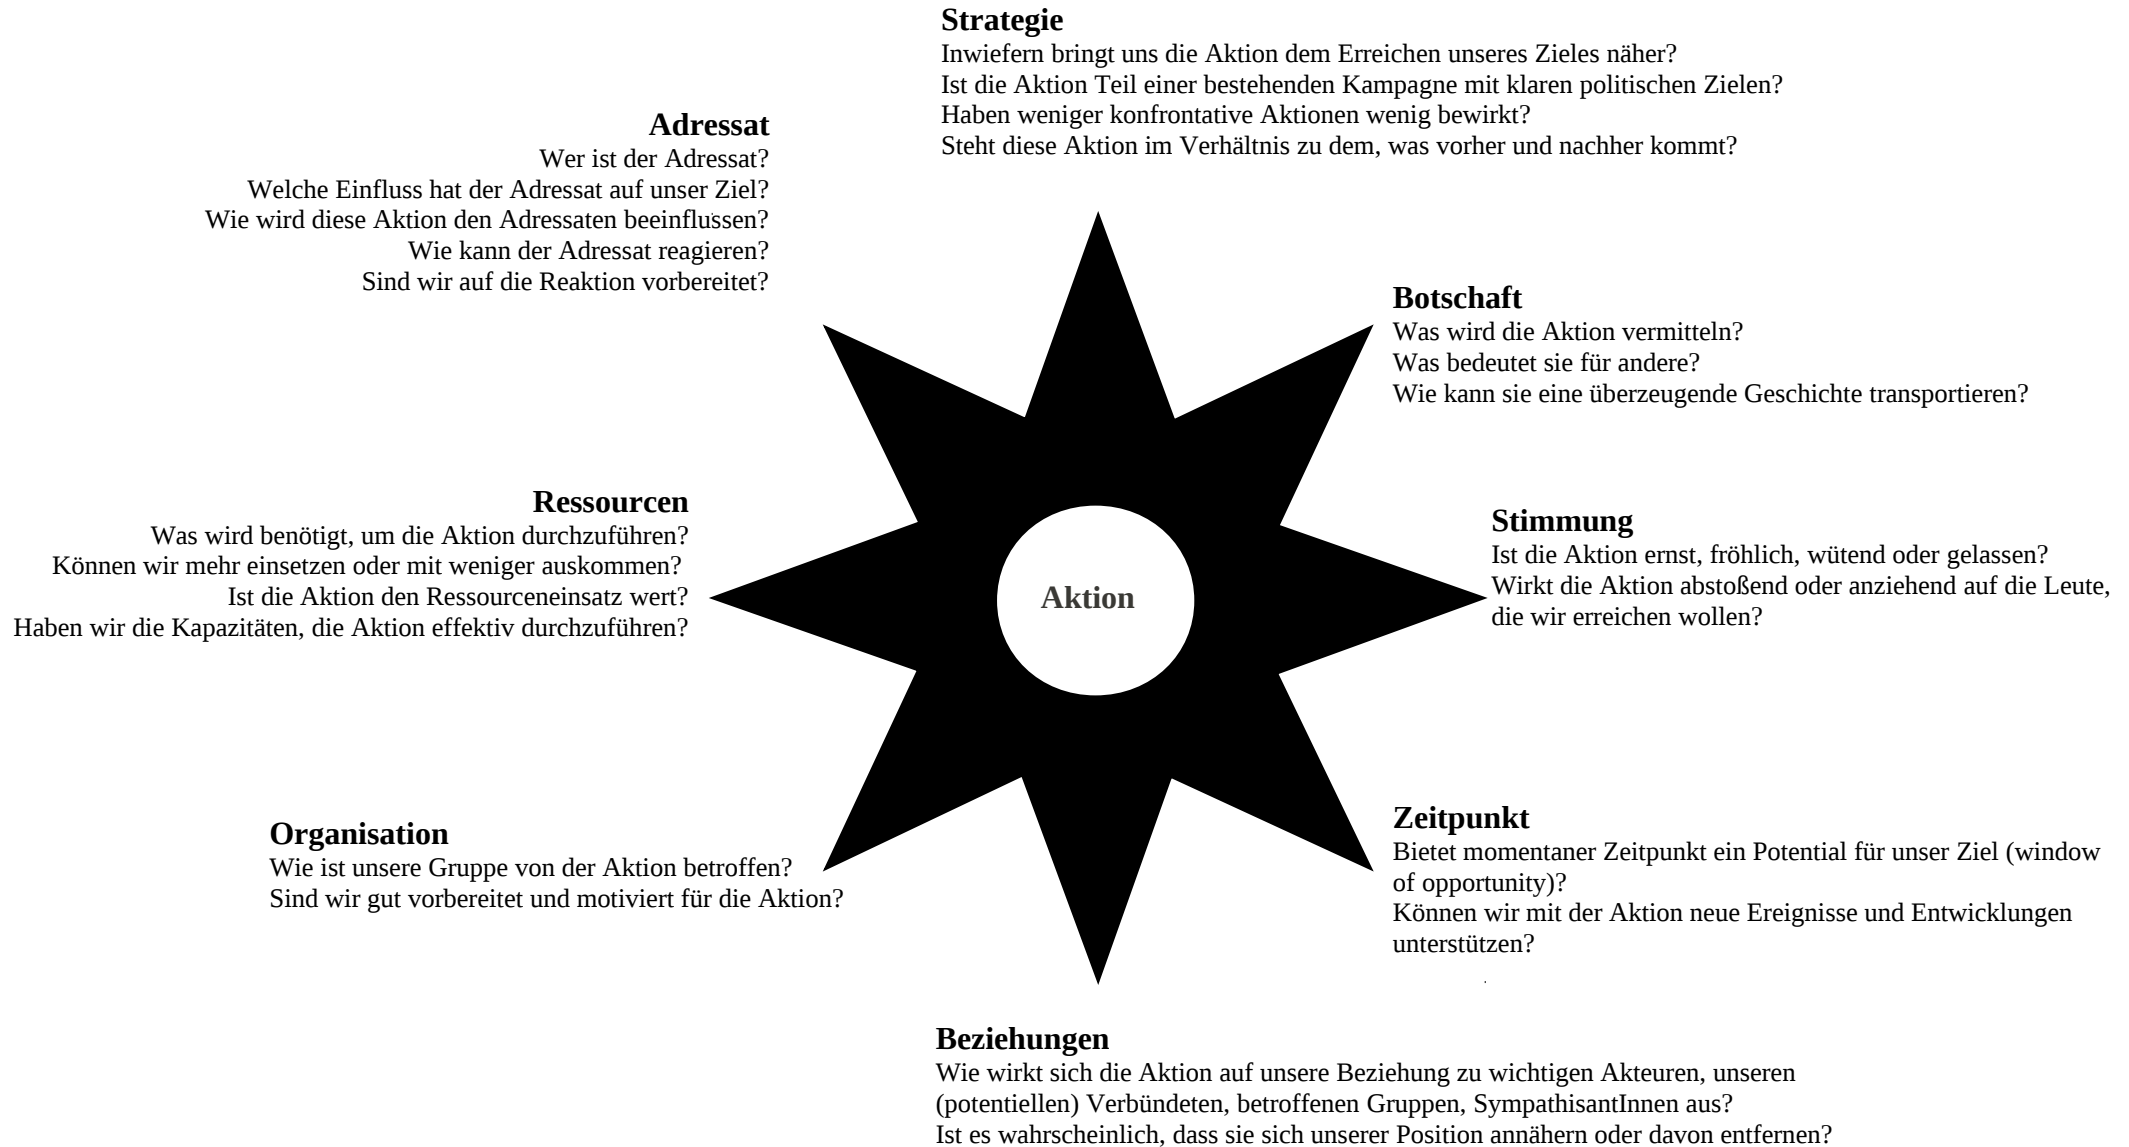 Strategie
Inwiefern bringt uns die Aktion dem Erreichen unseres Zieles näher?
Ist die Aktion Teil einer bestehenden Kampagne mit klaren politischen Zielen?
Haben weniger konfrontative Aktionen wenig bewirkt?
Steht diese Aktion im Verhältnis zu dem, was vorher und nachher kommt?
Adressat
Wer ist der Adressat?
Welche Einfluss hat der Adressat auf unser Ziel?
Wie wird diese Aktion den Adressaten beeinflussen?
Wie kann der Adressat reagieren?
Sind wir auf die Reaktion vorbereitet?
Botschaft
Was wird die Aktion vermitteln?
Was bedeutet sie für andere?
Wie kann sie eine überzeugende Geschichte transportieren?
Ressourcen
Was wird benötigt, um die Aktion durchzuführen?
Können wir mehr einsetzen oder mit weniger auskommen?
Ist die Aktion den Ressourceneinsatz wert?
Haben wir die Kapazitäten, die Aktion effektiv durchzuführen?
Aktion
Stimmung
Ist die Aktion ernst, fröhlich, wütend oder gelassen?
Wirkt die Aktion abstoßend oder anziehend auf die Leute,
die wir erreichen wollen?
Organisation
Wie ist unsere Gruppe von der Aktion betroffen?
Sind wir gut vorbereitet und motiviert für die Aktion?
Zeitpunkt
Bietet momentaner Zeitpunkt ein Potential für unser Ziel (window
of opportunity)?
Können wir mit der Aktion neue Ereignisse und Entwicklungen
unterstützen?
Beziehungen
Wie wirkt sich die Aktion auf unsere Beziehung zu wichtigen Akteuren, unseren
(potentiellen) Verbündeten, betroffenen Gruppen, SympathisantInnen aus?
Ist es wahrscheinlich, dass sie sich unserer Position annähern oder davon entfernen?